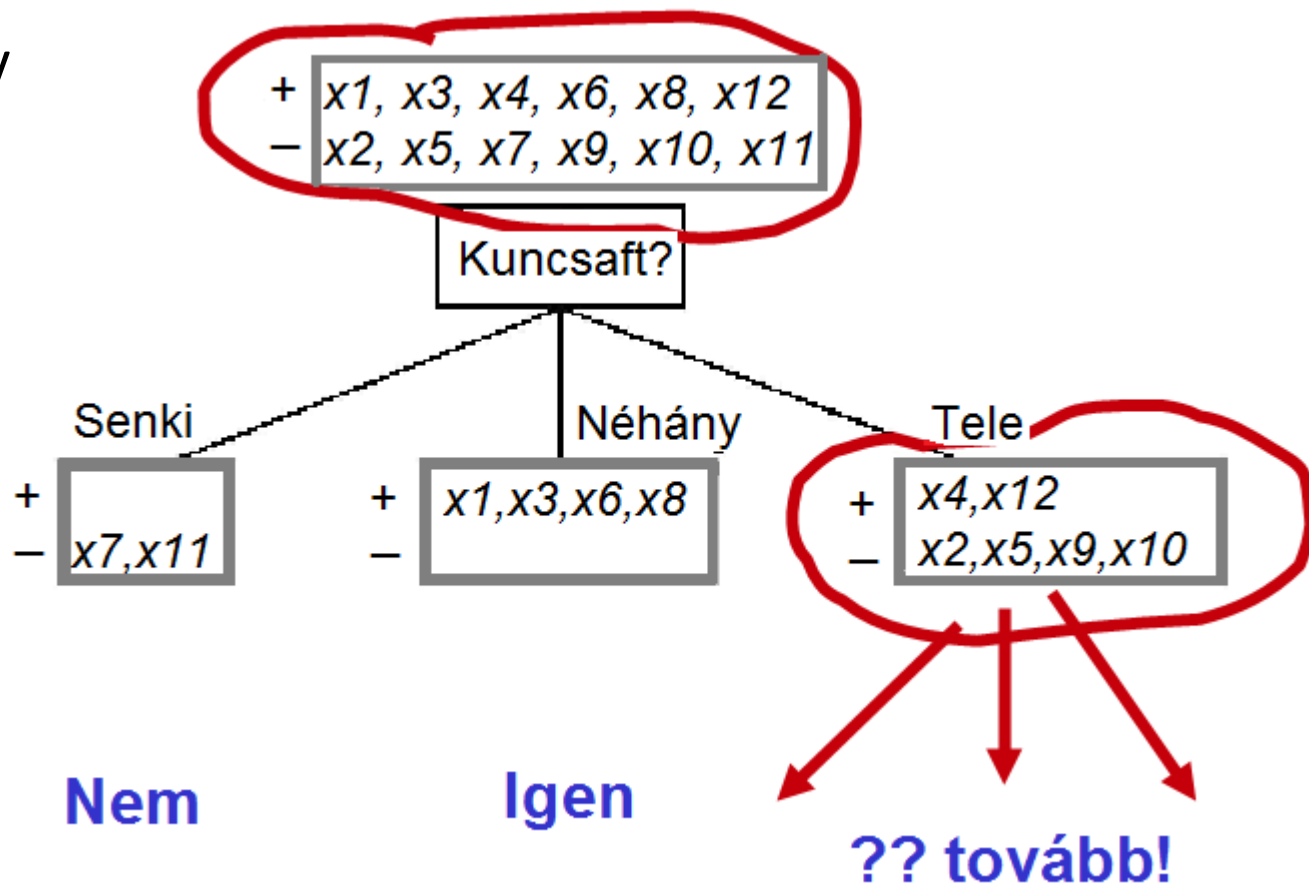 + x1, x3, x4, x6, x8, x12
– x2, x5, x7, x9, x10, x11
Kuncsaft?
Senki
Néhány
Tele
+
– x7,x11
+ x1,x3,x6,x8
–
+ x4,x12
– x2,x5,x9,x10
Nem
Igen
?? tovább!